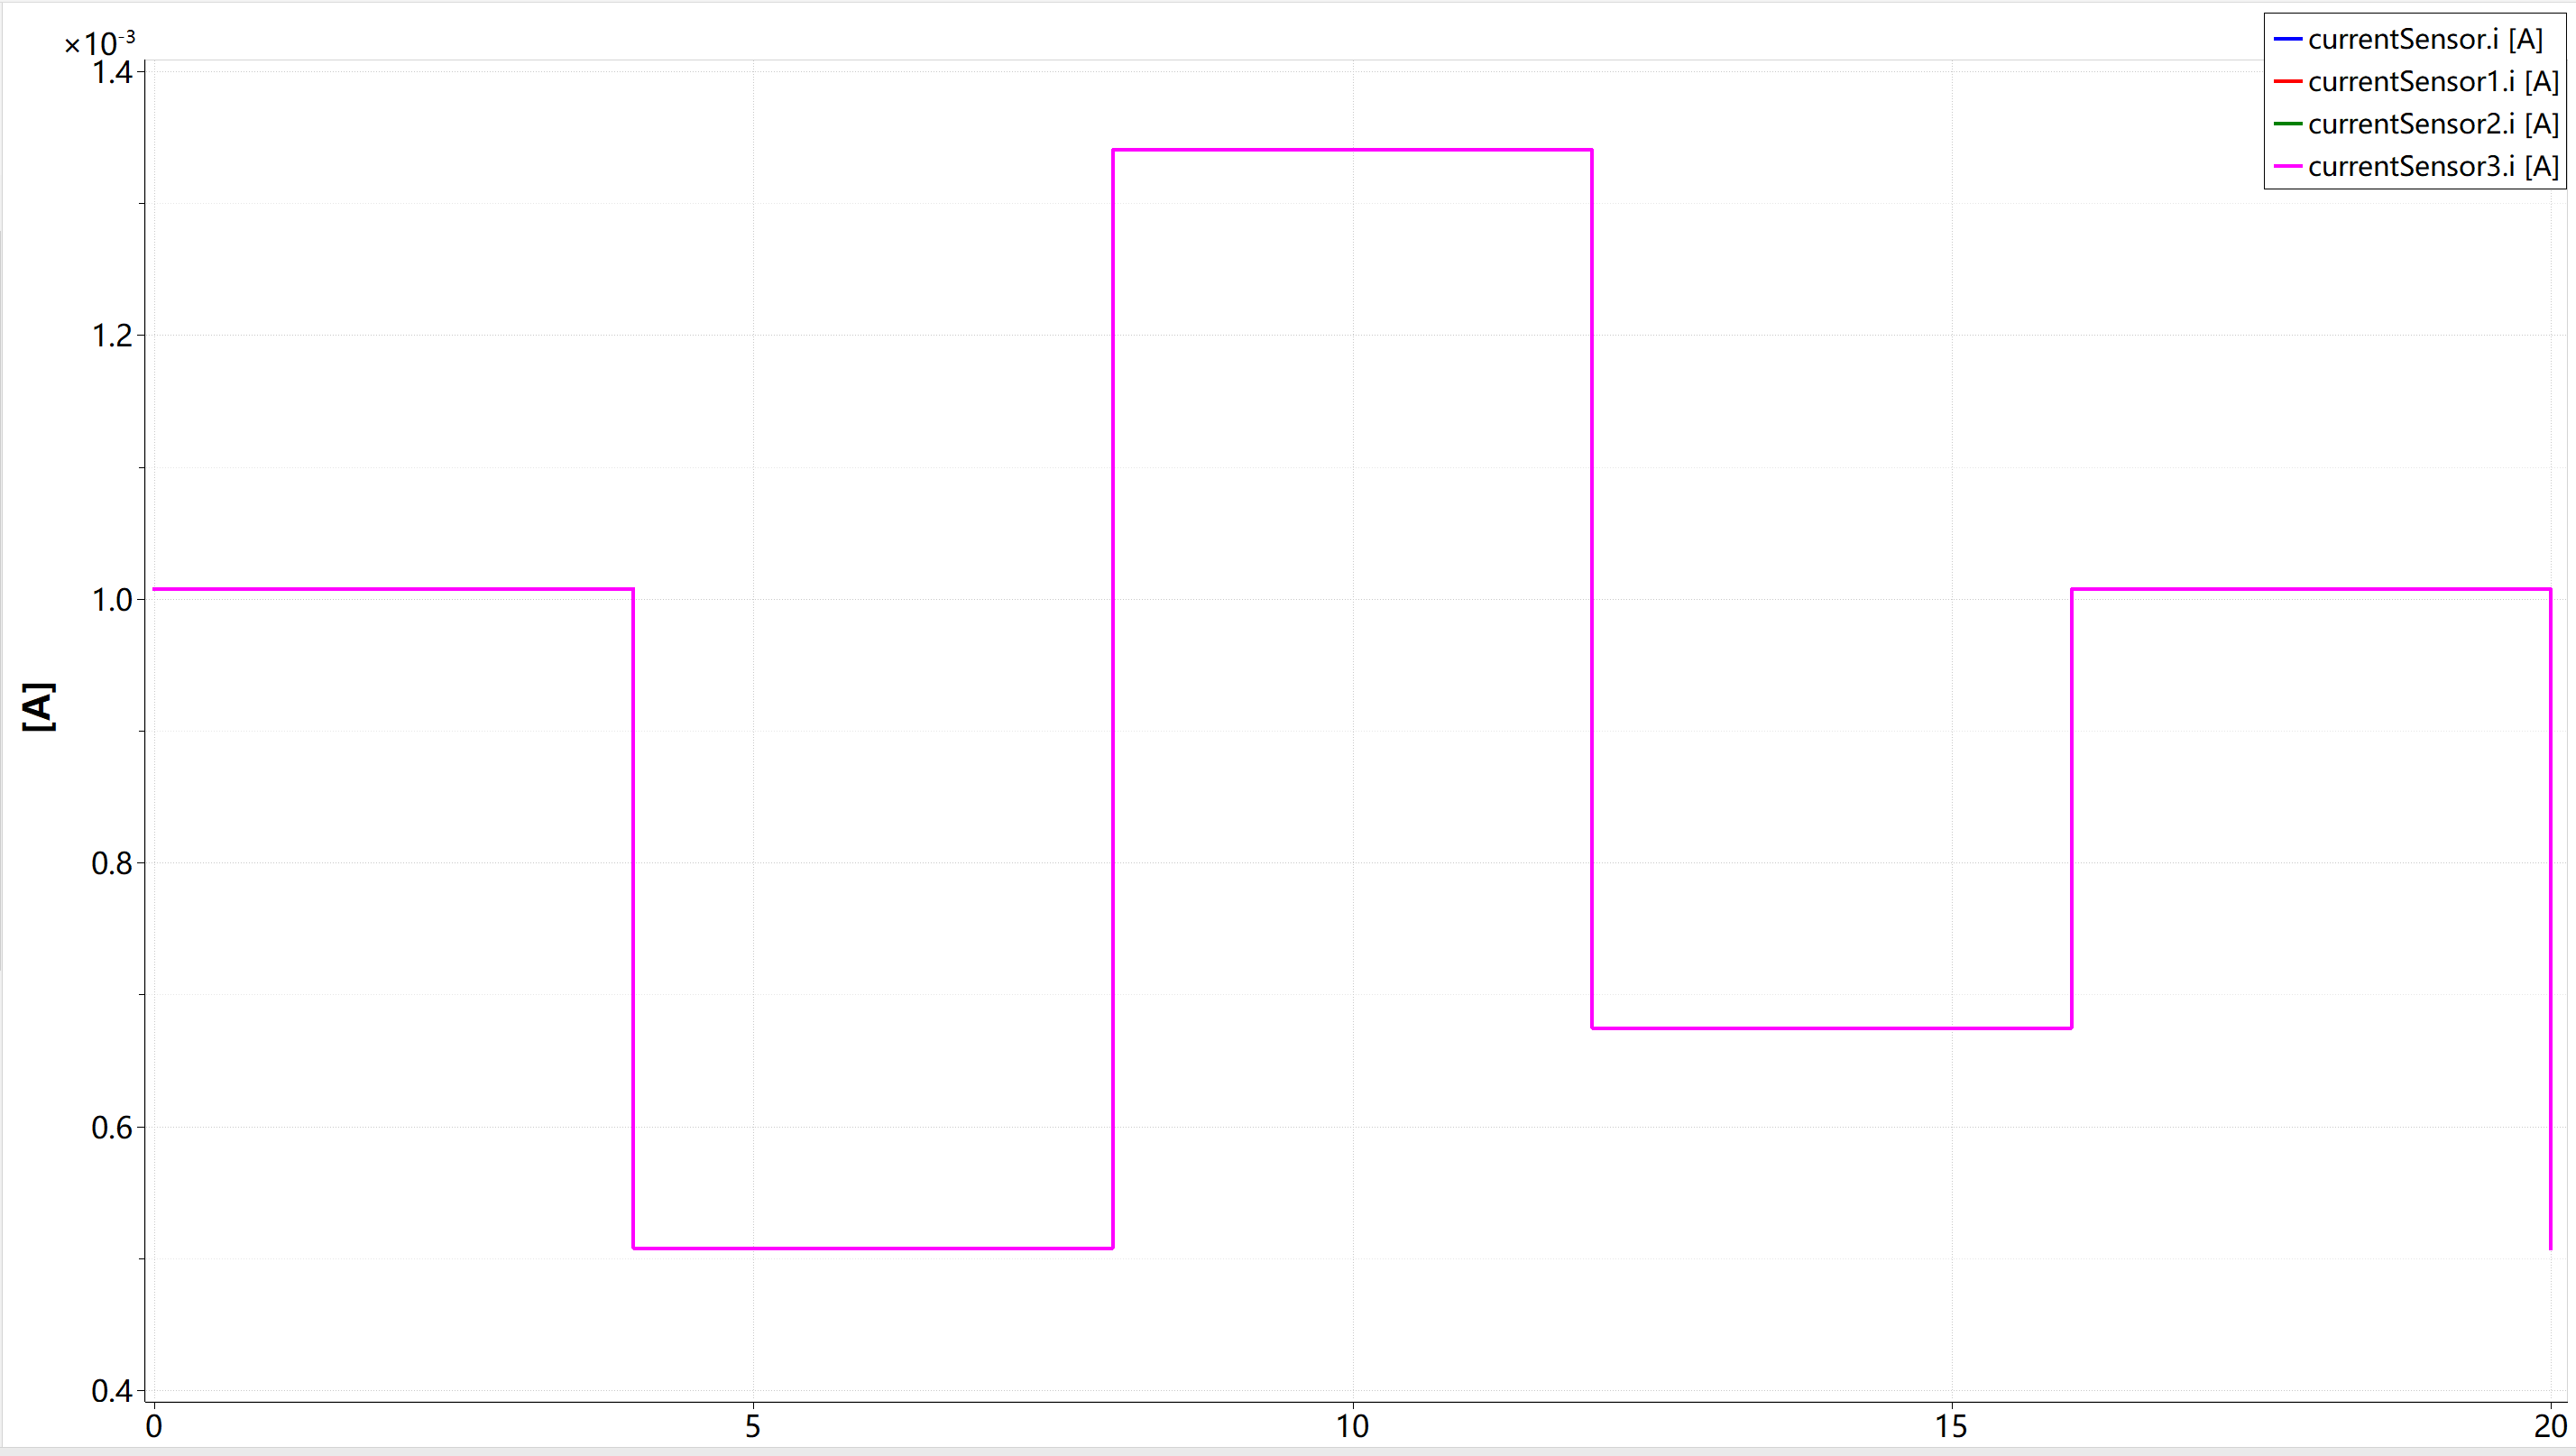 ×10⁻³
1.4
1.2
1.0
0.8
0.6
0.4
[A]
0 5 10 15 20
currentSensor.i [A]
currentSensor1.i [A]
currentSensor2.i [A]
currentSensor3.i [A]